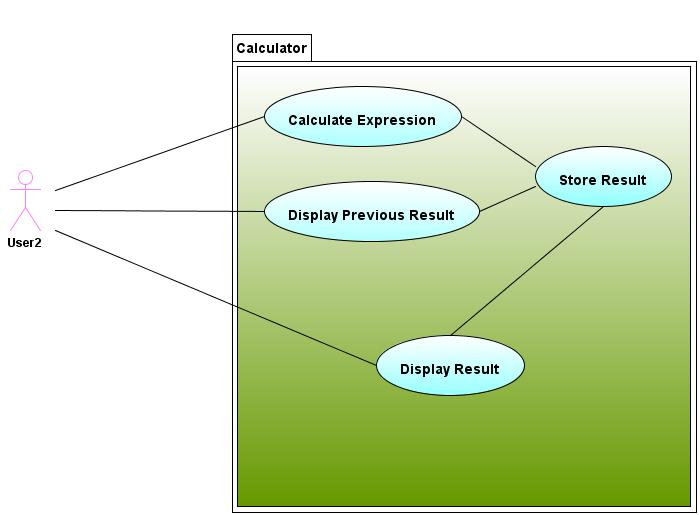 Calculator
Calculate Expression
Store Result
Display Previous Result
User2
Display Result